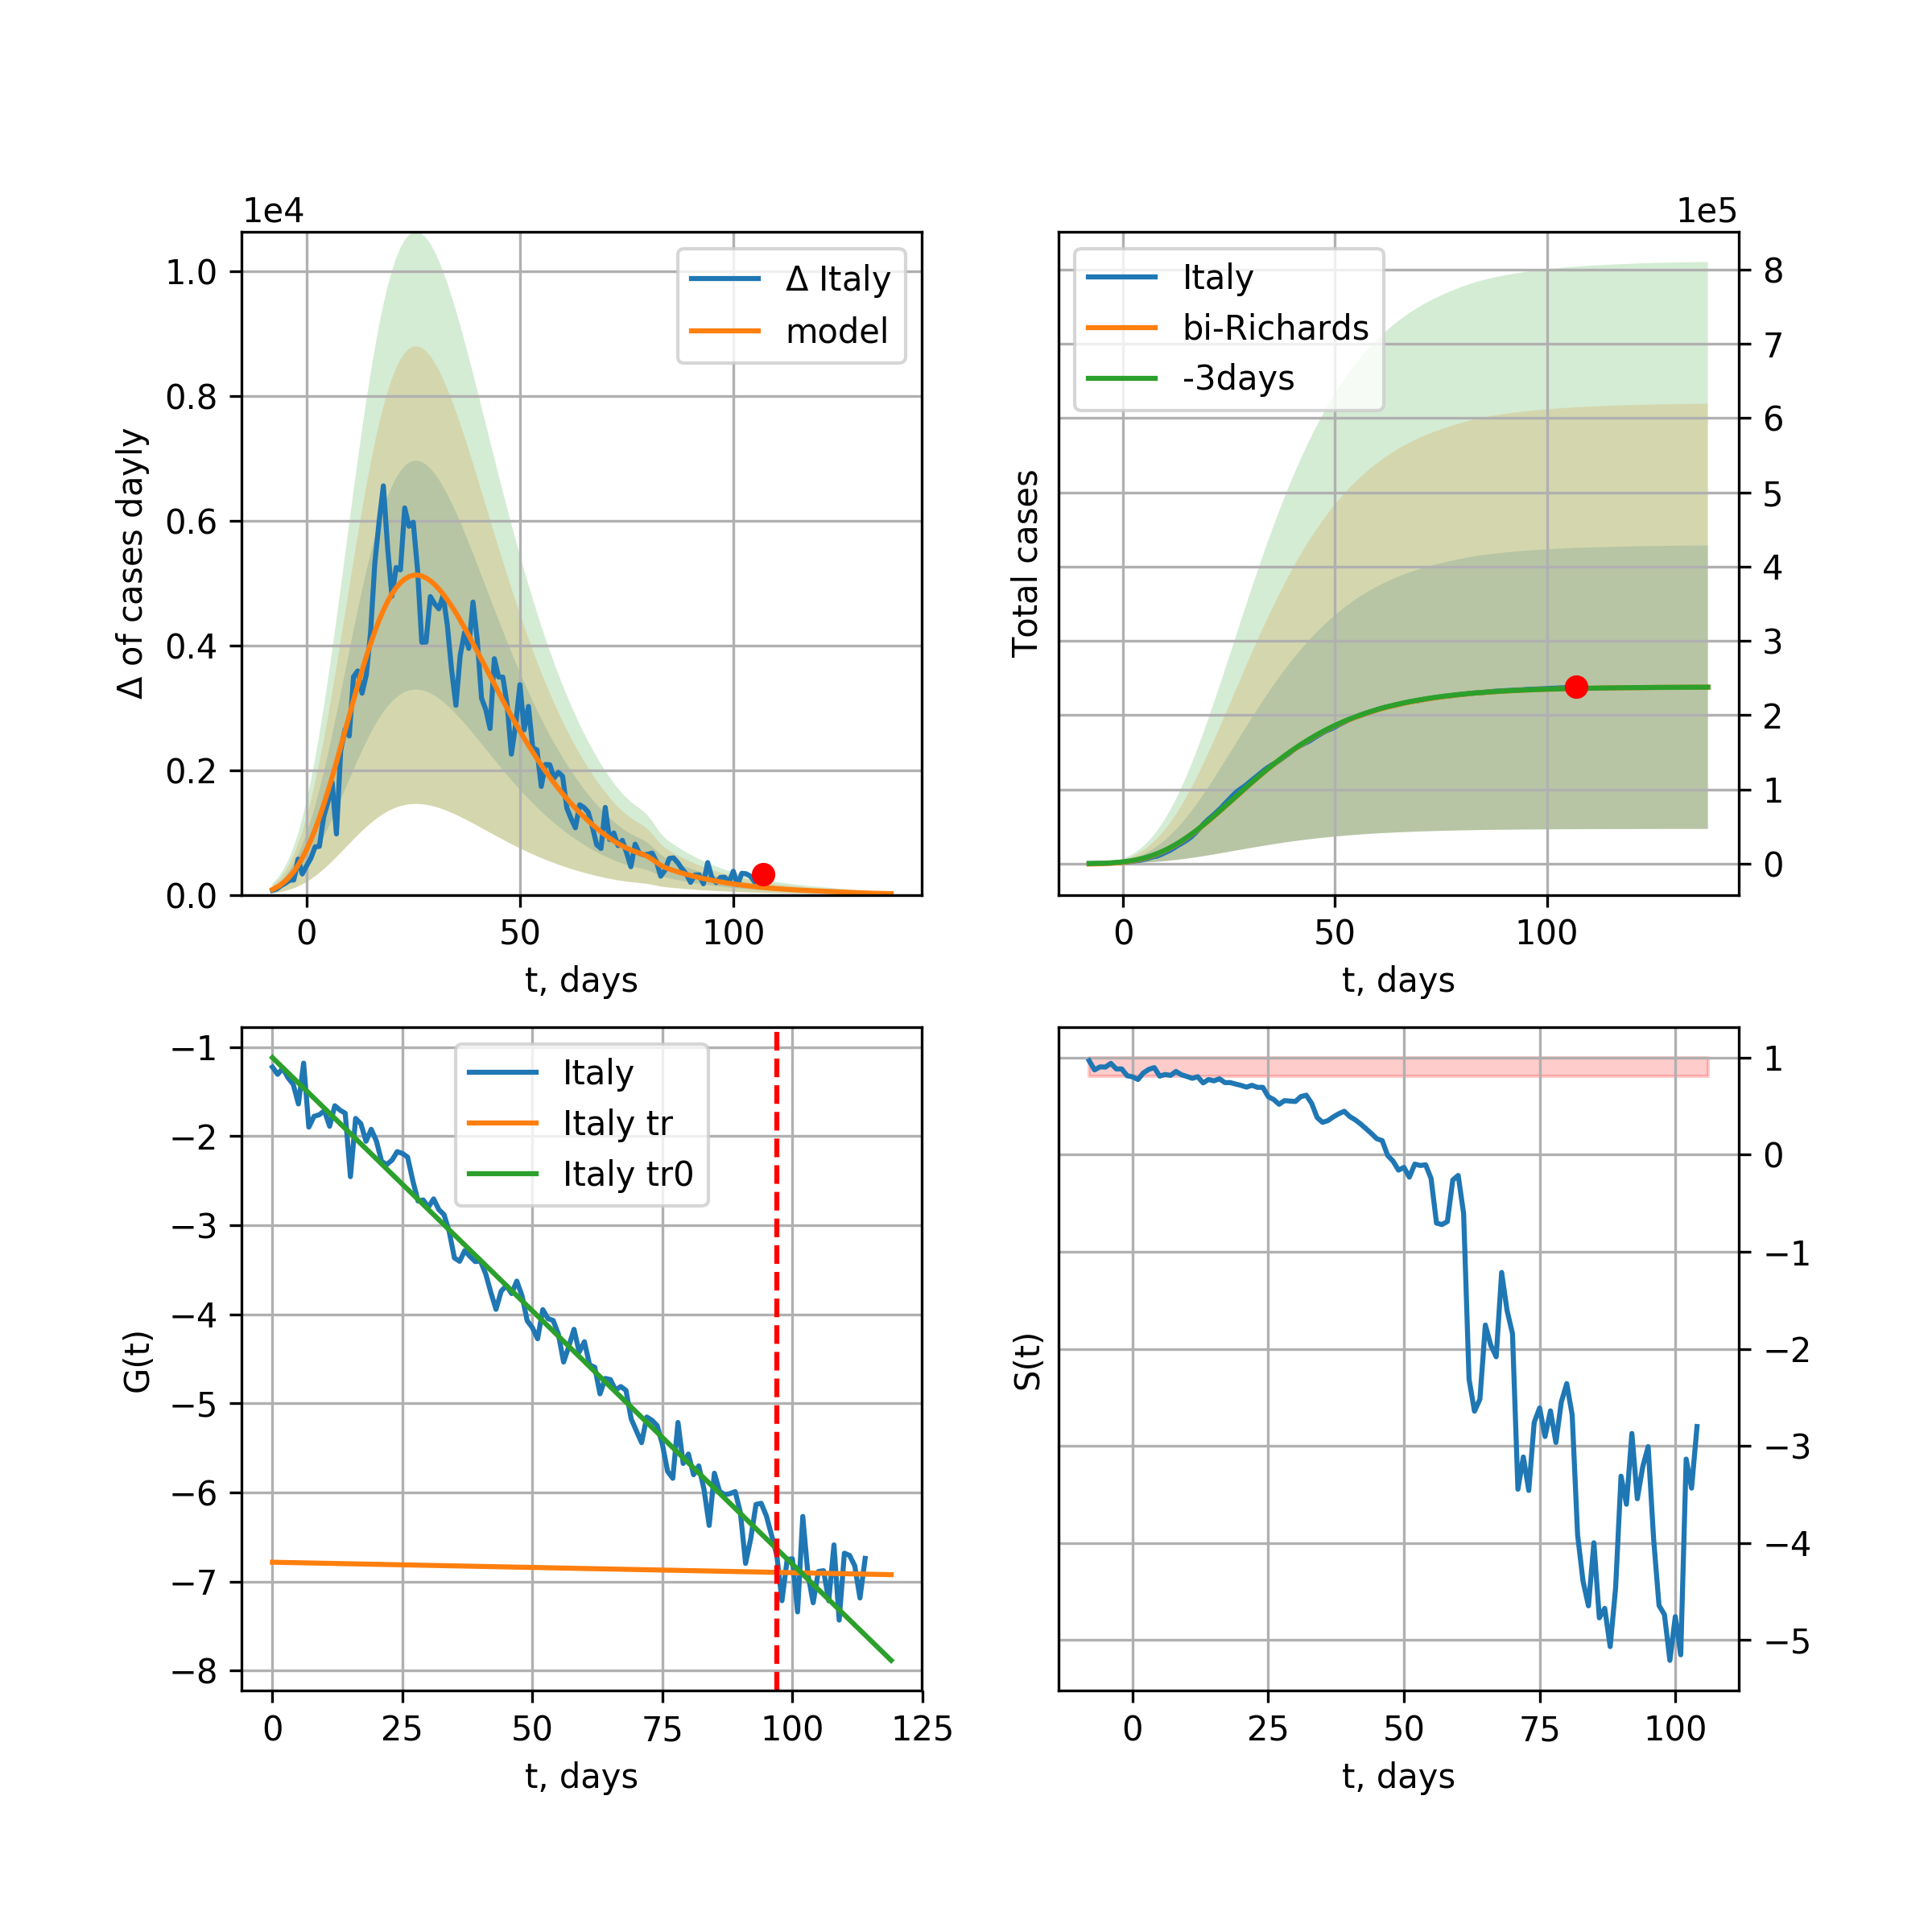 1e4
Δ of cases dayly
1.0
0.8
0.6
0.4
0.2
0.0
0 50 100
t, days
Δ Italy
model
1e5
Total cases
8
7
6
5
4
3
2
1
0
0 50 100
t, days
Italy
bi-Richards
-3days
G(t)
−1
−2
−3
−4
−5
−6
−7
−8
0 25 50 75 100 125
t, days
Italy
Italy tr
Italy tr0
S(t)
1
0
−1
−2
−3
−4
−5
0 25 50 75 100
t, days